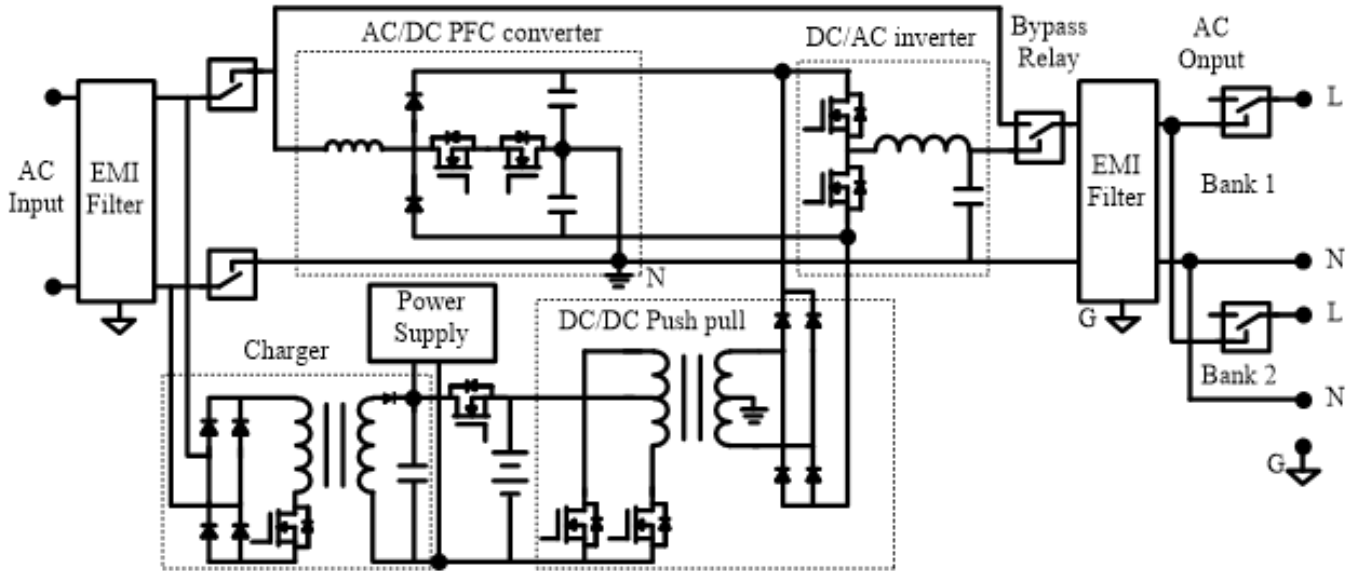 AC/DC PFC converter
DC/AC inverter
Bypass
Relay
AC
Onput
L
EMI
Filter
AC
Input
EMI
Filter
Bank 1
N
N
Power
Supply
DC/DC Push pull
G
L
Charger
Bank 2
N
G